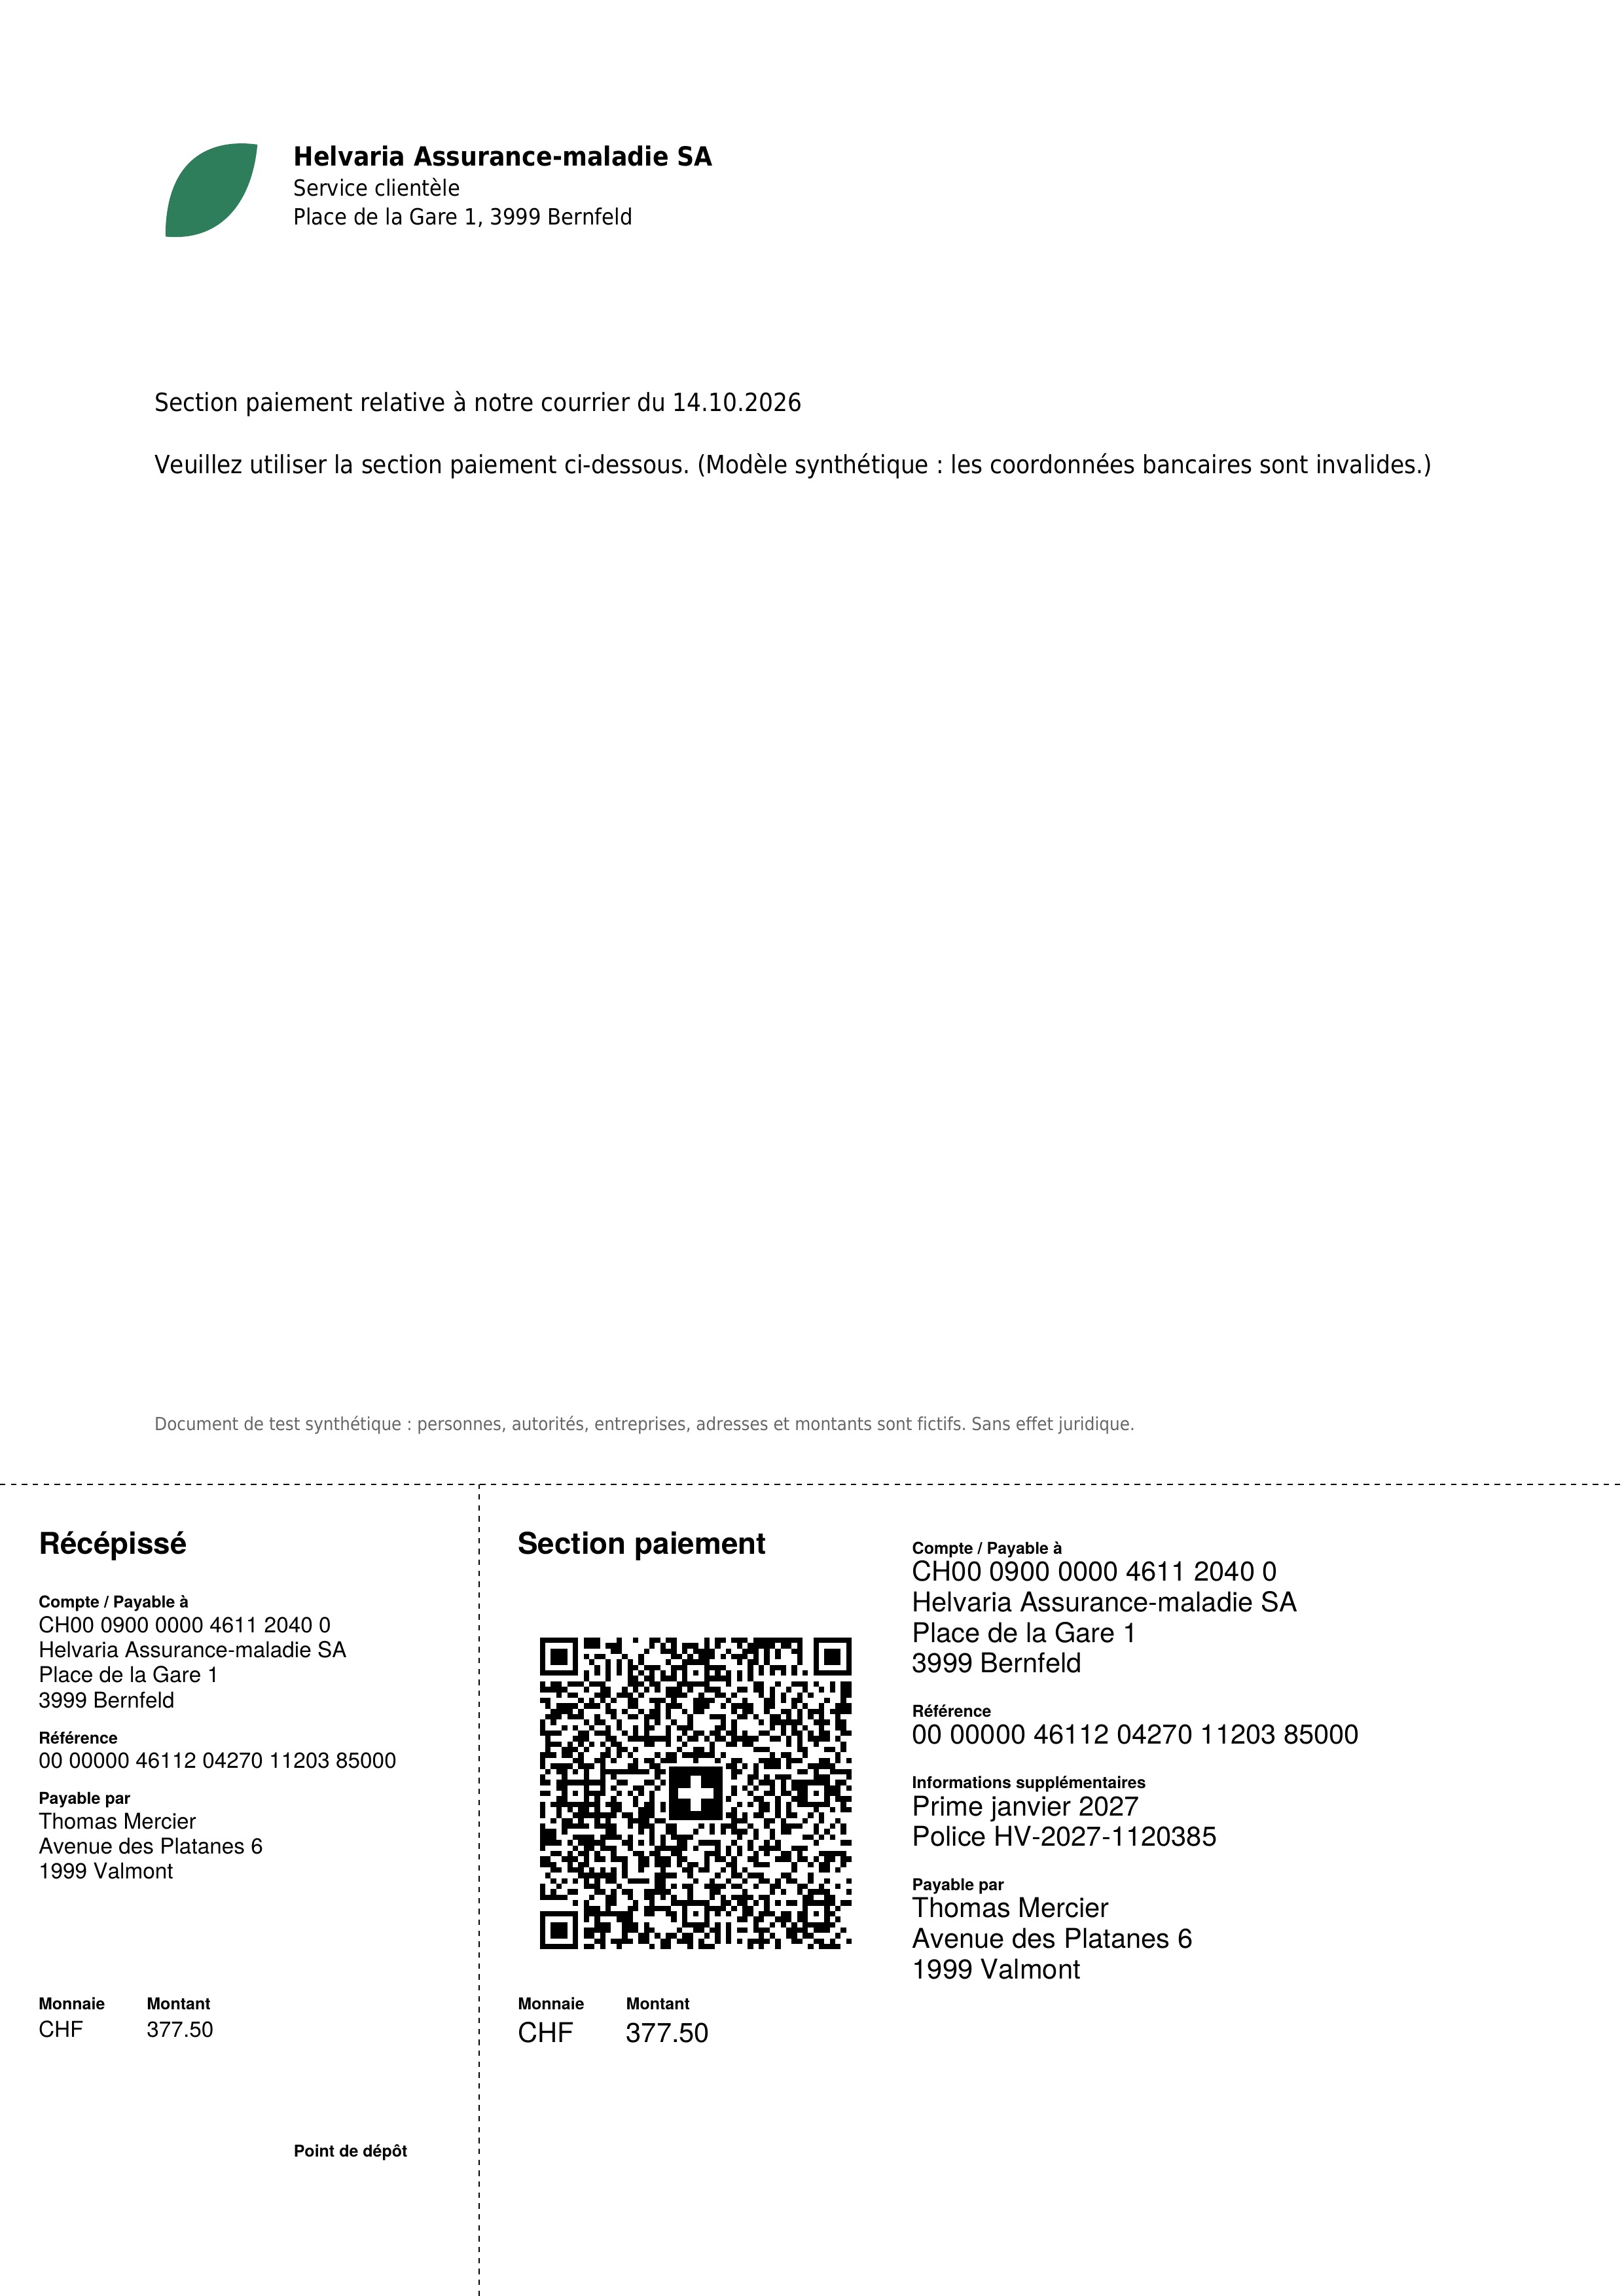 Helvaria Assurance-maladie SA
Service clientèle
Place de la Gare 1, 3999 Bernfeld
Section paiement relative à notre courrier du 14.10.2026
Veuillez utiliser la section paiement ci-dessous. (Modèle synthétique : les coordonnées bancaires sont invalides.)
Document de test synthétique : personnes, autorités, entreprises, adresses et montants sont fictifs. Sans effet juridique.
Récépissé
Compte / Payable à
CH00 0900 0000 4611 2040 0
Helvaria Assurance-maladie SA
Place de la Gare 1
3999 Bernfeld
Référence
00 00000 46112 04270 11203 85000
Payable par
Thomas Mercier
Avenue des Platanes 6
1999 Valmont
Monnaie Montant
CHF 377.50
Point de dépôt
Section paiement
Monnaie Montant
CHF 377.50
Compte / Payable à
CH00 0900 0000 4611 2040 0
Helvaria Assurance-maladie SA
Place de la Gare 1
3999 Bernfeld
Référence
00 00000 46112 04270 11203 85000
Informations supplémentaires
Prime janvier 2027
Police HV-2027-1120385
Payable par
Thomas Mercier
Avenue des Platanes 6
1999 Valmont